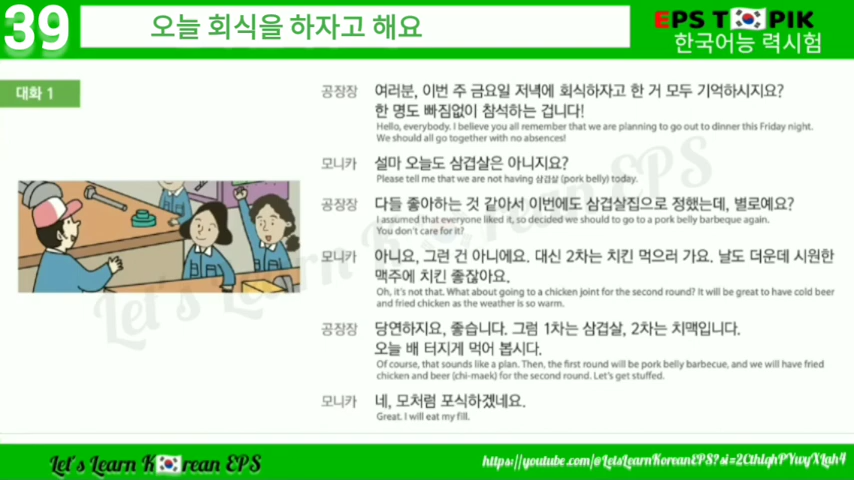 39
오늘 회식을 하자고 해요
EPS T PIK
한국어능 력시험
대화 1
공장장 여러분, 이번 주 금요일 저녁에 회식하자고 한 거 모두 기억하시지요?
한 명도 빠짐없이 참석하는 겁니다!
Hello, everybody. I believe you all remember that we are planning to go out to dinner this Friday night.
We should all go together with no absences!
모니카 설마 오늘도 삼겹살은 아니지요?
Please tell me that we are not having 삼겹살 (pork belly) today.
공장장 다들 좋아하는 것 같아서 이번에도 삼겹살집으로 정했는데, 별로예요?
I assumed that everyone liked it, so decided we should to go to a pork belly barbeque again.
You don't care for it?
모니카 아니요, 그런 건 아니에요. 대신 2차는 치킨 먹으러 가요. 날도 더운데 시원한
맥주에 치킨 좋잖아요.
Oh, it's not that. What about going to a chicken joint for the second round? It will be great to have cold beer
and fried chicken as the weather is so warm.
공장장 당연하지요, 좋습니다. 그럼 1차는 삼겹살, 2차는 치맥입니다.
오늘 배 터지게 먹어 봅시다.
Of course, that sounds like a plan. Then, the first round will be pork belly barbecue, and we will have fried
chicken and beer (chi-maek) for the second round. Let's get stuffed.
모니카 네, 모처럼 포식하겠네요.
Great. I will eat my fill.
Let's Learn K rean EPS
Let's Learn K rean EPS
https://youtube.com/@LetsLearnKoreanEPS?si=